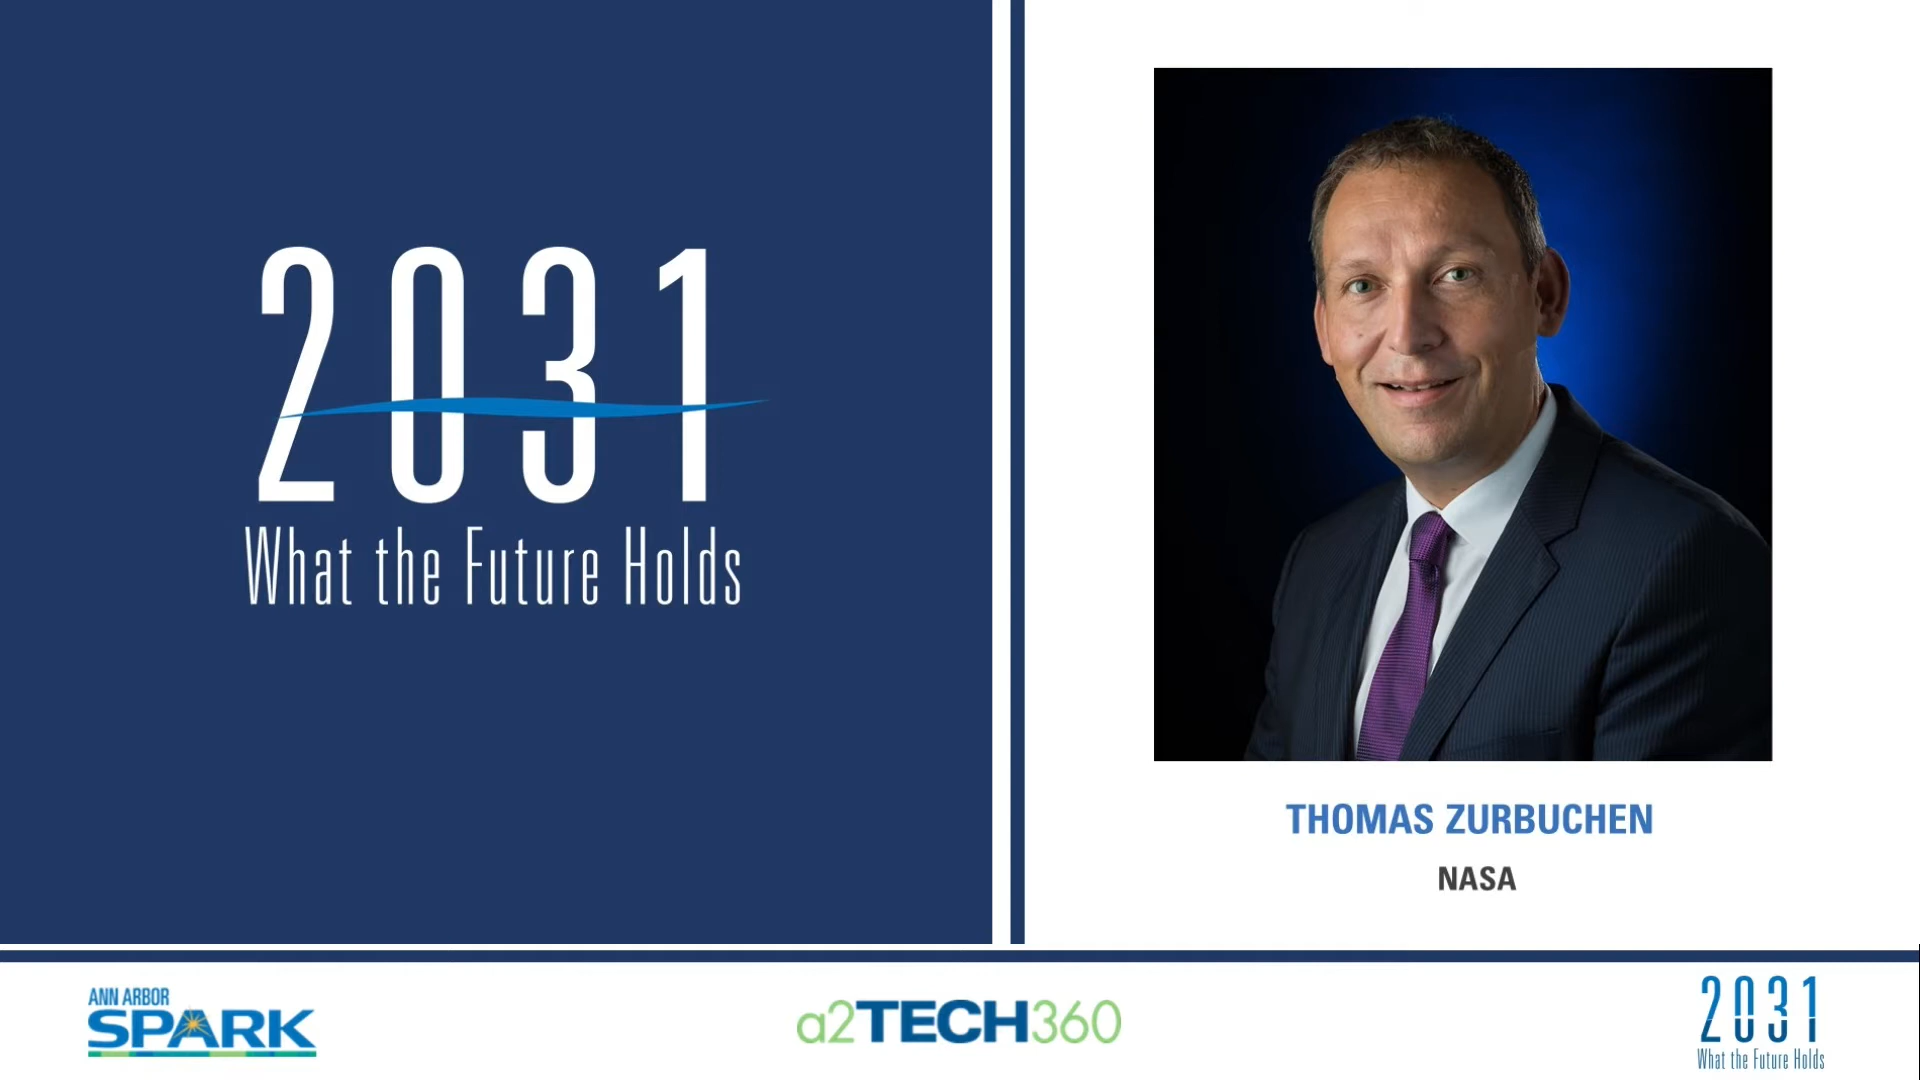 2031
What the Future Holds
THOMAS ZURBUCHEN
NASA
ANN ARBOR
SPARK
a2TECH360
2031
What the Future Holds